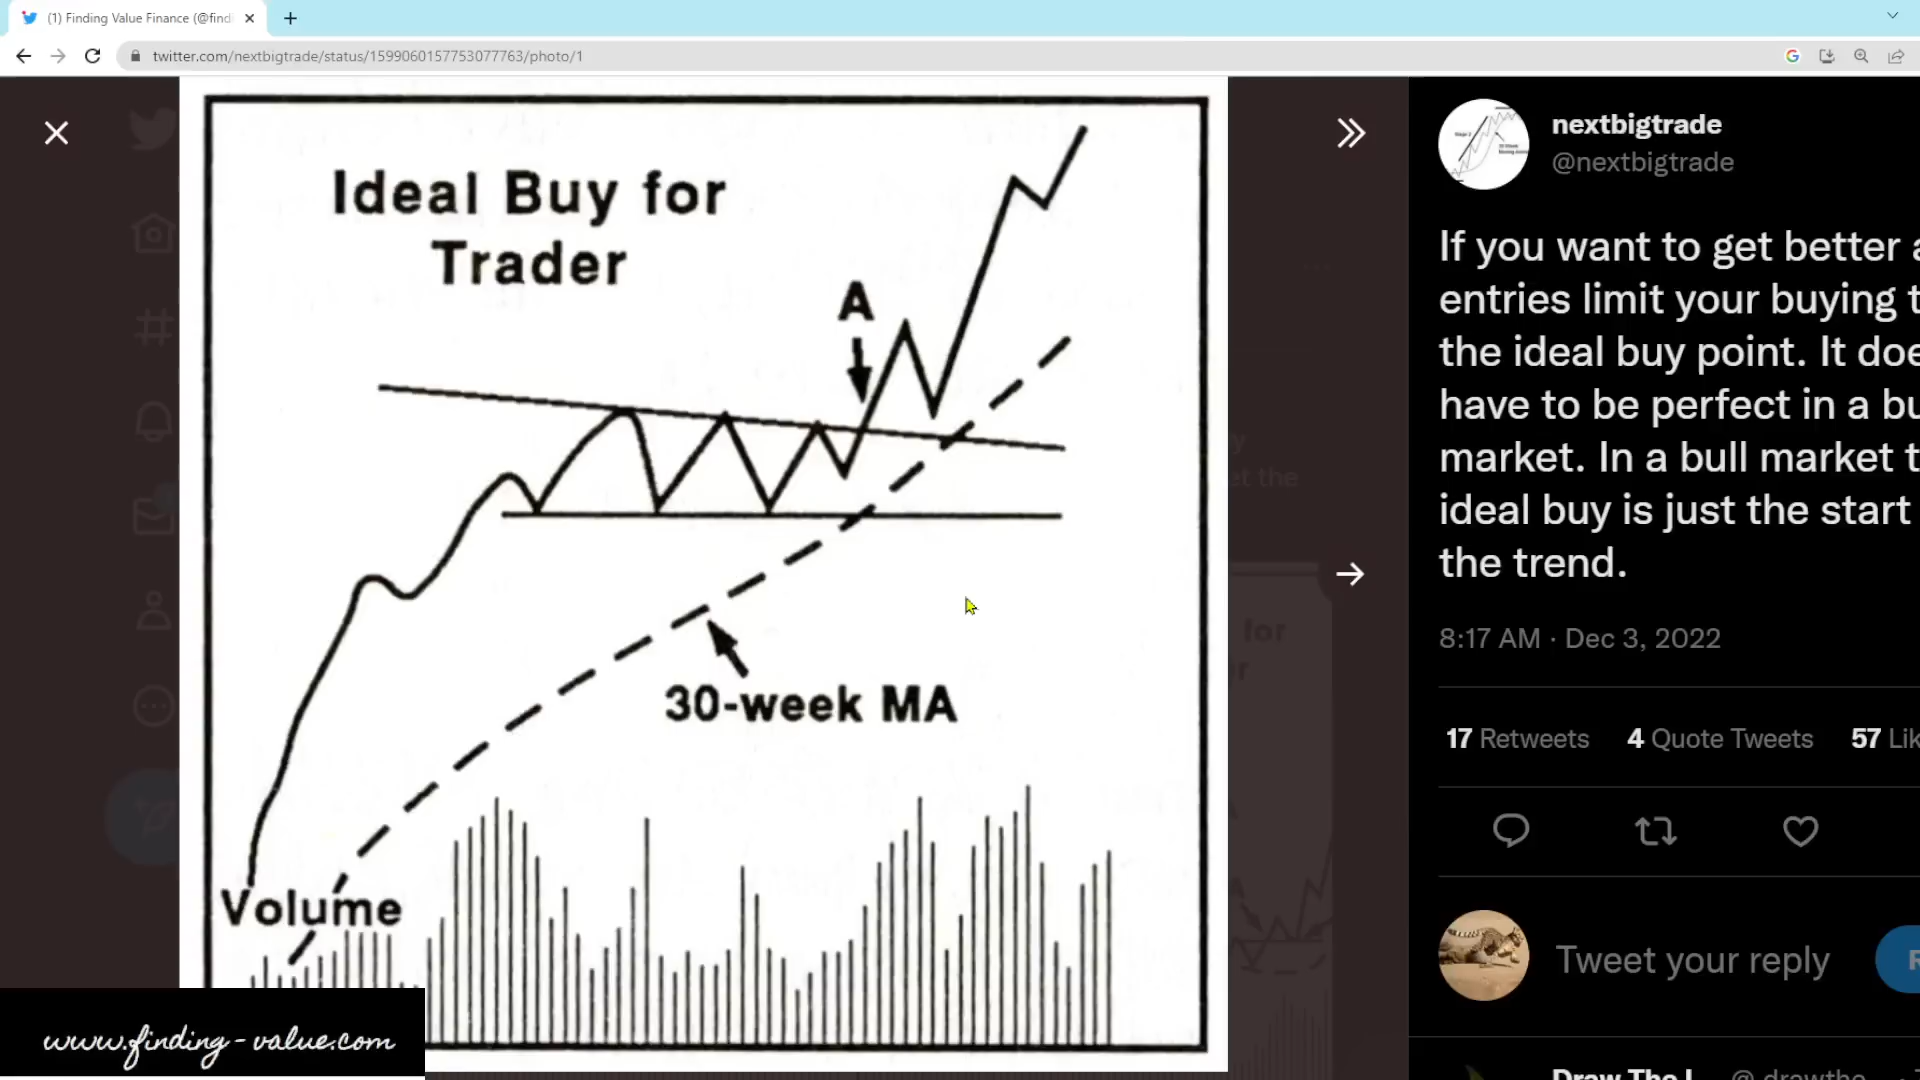 (1) Finding Value Finance (@find
twitter.com/nextbigtrade/status/1599060157753077763/photo/1
Ideal Buy for
Trader
A
30-week MA
Volume
www.finding-value.com
nextbigtrade
@nextbigtrade
If you want to get better
entries limit your buying
the ideal buy point. It
have to be perfect in a
market. In a bull market
ideal buy is just the start
the trend.
8:17 AM · Dec 3, 2022
17 Retweets 4 Quote Tweets 57
Tweet your reply